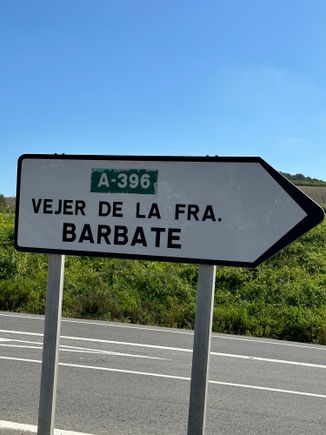 A-396
VEJER DE LA FRA.
BARBATE